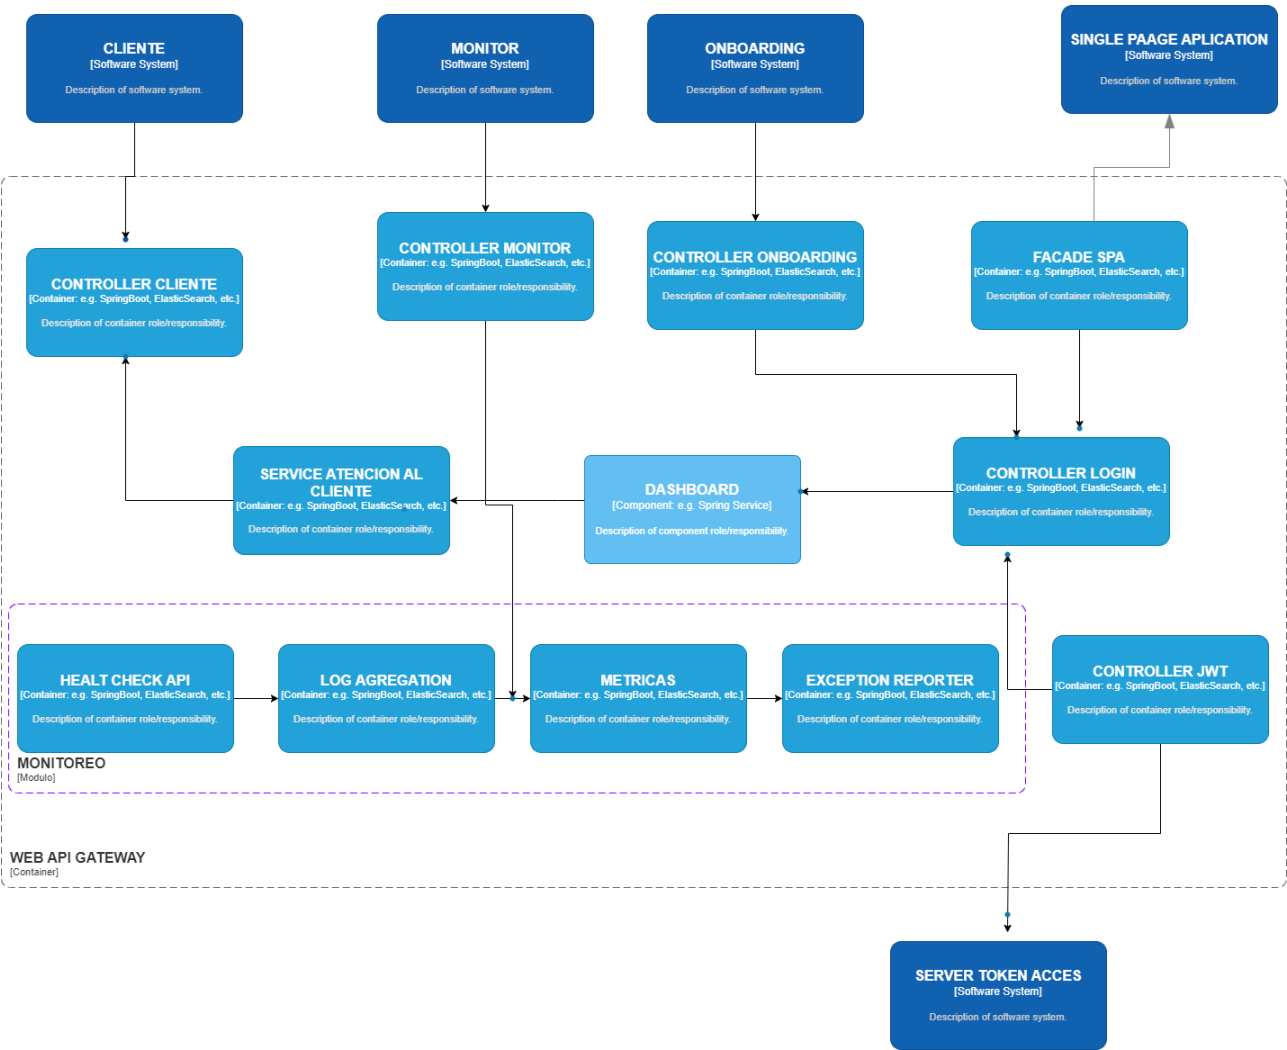 CLIENTE
[Software System]
Description of software system.
MONITOR
[Software System]
Description of software system.
ONBOARDING
[Software System]
Description of software system.
SINGLE PAAGE APLICATION
[Software System]
Description of software system.
CONTROLLER CLIENTE
[Container: e.g. SpringBoot, ElasticSearch, etc.]
Description of container role/responsibility.
CONTROLLER MONITOR
[Container: e.g. SpringBoot, ElasticSearch, etc.]
Description of container role/responsibility.
CONTROLLER ONBOARDING
[Container: e.g. SpringBoot, ElasticSearch, etc.]
Description of container role/responsibility.
FACADE SPA
[Container: e.g. SpringBoot, ElasticSearch, etc.]
Description of container role/responsibility.
SERVICE ATENCION AL
CLIENTE
[Container: e.g. SpringBoot, ElasticSearch, etc.]
Description of container role/responsibility.
DASHBOARD
[Component: e.g. Spring Service]
Description of component role/responsibility.
CONTROLLER LOGIN
[Container: e.g. SpringBoot, ElasticSearch, etc.]
Description of container role/responsibility.
HEALT CHECK API
[Container: e.g. SpringBoot, ElasticSearch, etc.]
Description of container role/responsibility.
LOG AGREGATION
[Container: e.g. SpringBoot, ElasticSearch, etc.]
Description of container role/responsibility.
METRICAS
[Container: e.g. SpringBoot, ElasticSearch, etc.]
Description of container role/responsibility.
EXCEPTION REPORTER
[Container: e.g. SpringBoot, ElasticSearch, etc.]
Description of container role/responsibility.
CONTROLLER JWT
[Container: e.g. SpringBoot, ElasticSearch, etc.]
Description of container role/responsibility.
MONITOREO
[Modulo]
WEB API GATEWAY
[Container]
SERVER TOKEN ACCES
[Software System]
Description of software system.